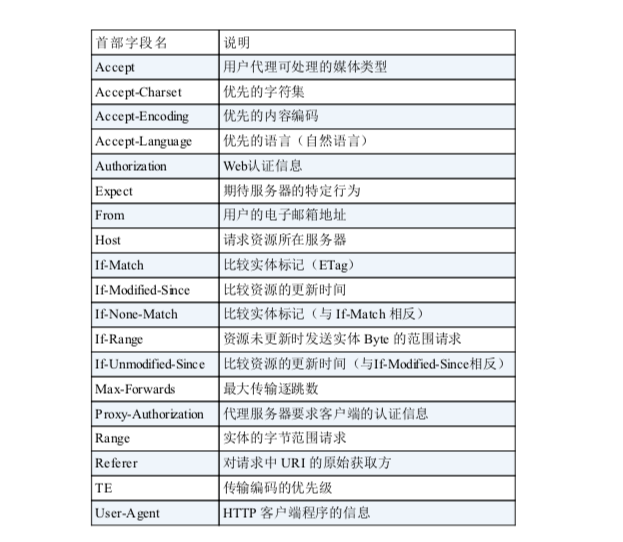 首部字段名 说明
Accept 用户代理可处理的媒体类型
Accept-Charset 优先的字符集
Accept-Encoding 优先的内容编码
Accept-Language 优先的语言（自然语言）
Authorization Web认证信息
Expect 期待服务器的特定行为
From 用户的电子邮箱地址
Host 请求资源所在服务器
If-Match 比较实体标记（ETag）
If-Modified-Since 比较资源的更新时间
If-None-Match 比较实体标记（与 If-Match 相反）
If-Range 资源未更新时发送实体 Byte 的范围请求
If-Unmodified-Since 比较资源的更新时间（与If-Modified-Since相反）
Max-Forwards 最大传输逐跳数
Proxy-Authorization 代理服务器要求客户端的认证信息
Range 实体的字节范围请求
Referer 对请求中 URI 的原始获取方
TE 传输编码的优先级
User-Agent HTTP 客户端程序的信息